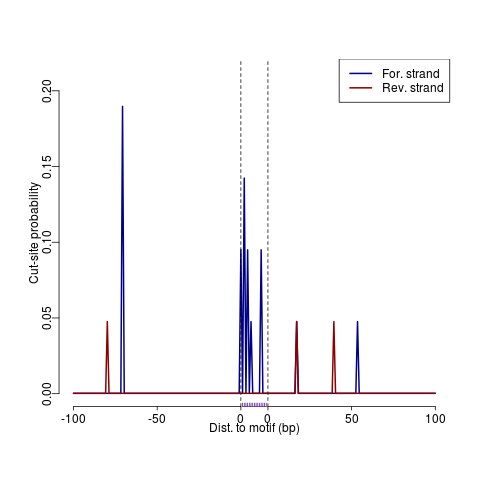 For. strand
Rev. strand
Cut-site probability
0.20
0.15
0.10
0.05
0.00
-100 -50 0 0 50 100
Dist. to motif (bp)